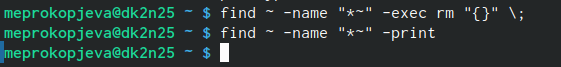 meprokopjeva@dk2n25 ~ $ find ~ -name "*~" -exec rm "{}" \;
meprokopjeva@dk2n25 ~ $ find ~ -name "*~" -print
meprokopjeva@dk2n25 ~ $